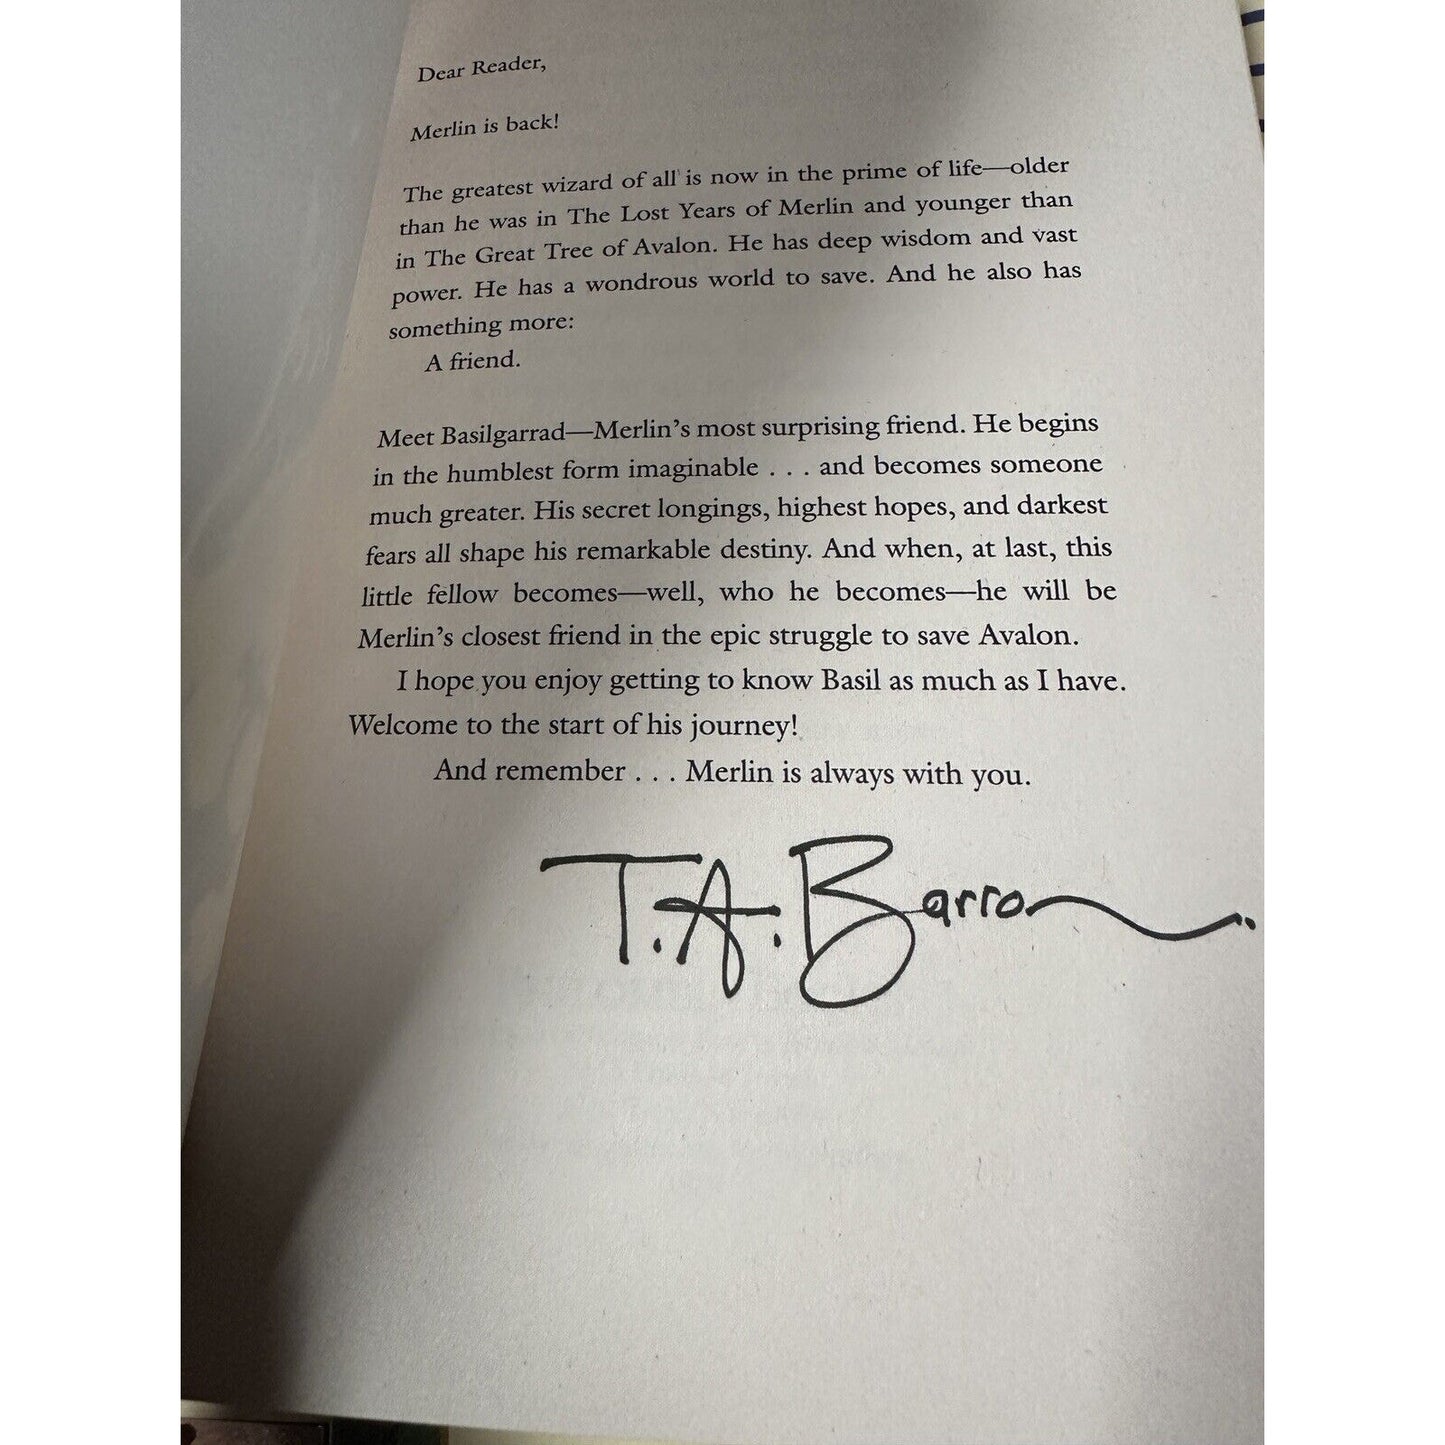 Dear Reader,
Merlin is back!
The greatest wizard of all is now in the prime of life—older
than he was in The Lost Years of Merlin and younger than
in The Great Tree of Avalon. He has deep wisdom and vast
power. He has a wondrous world to save. And he also has
something more:
A friend.
Meet Basilgarrad—Merlin's most surprising friend. He begins
in the humblest form imaginable . . . and becomes someone
much greater. His secret longings, highest hopes, and darkest
fears all shape his remarkable destiny. And when, at last, this
little fellow becomes—well, who he becomes—he will be
Merlin's closest friend in the epic struggle to save Avalon.
I hope you enjoy getting to know Basil as much as I have.
Welcome to the start of his journey!
And remember . . . Merlin is always with you.
T.A. Barron